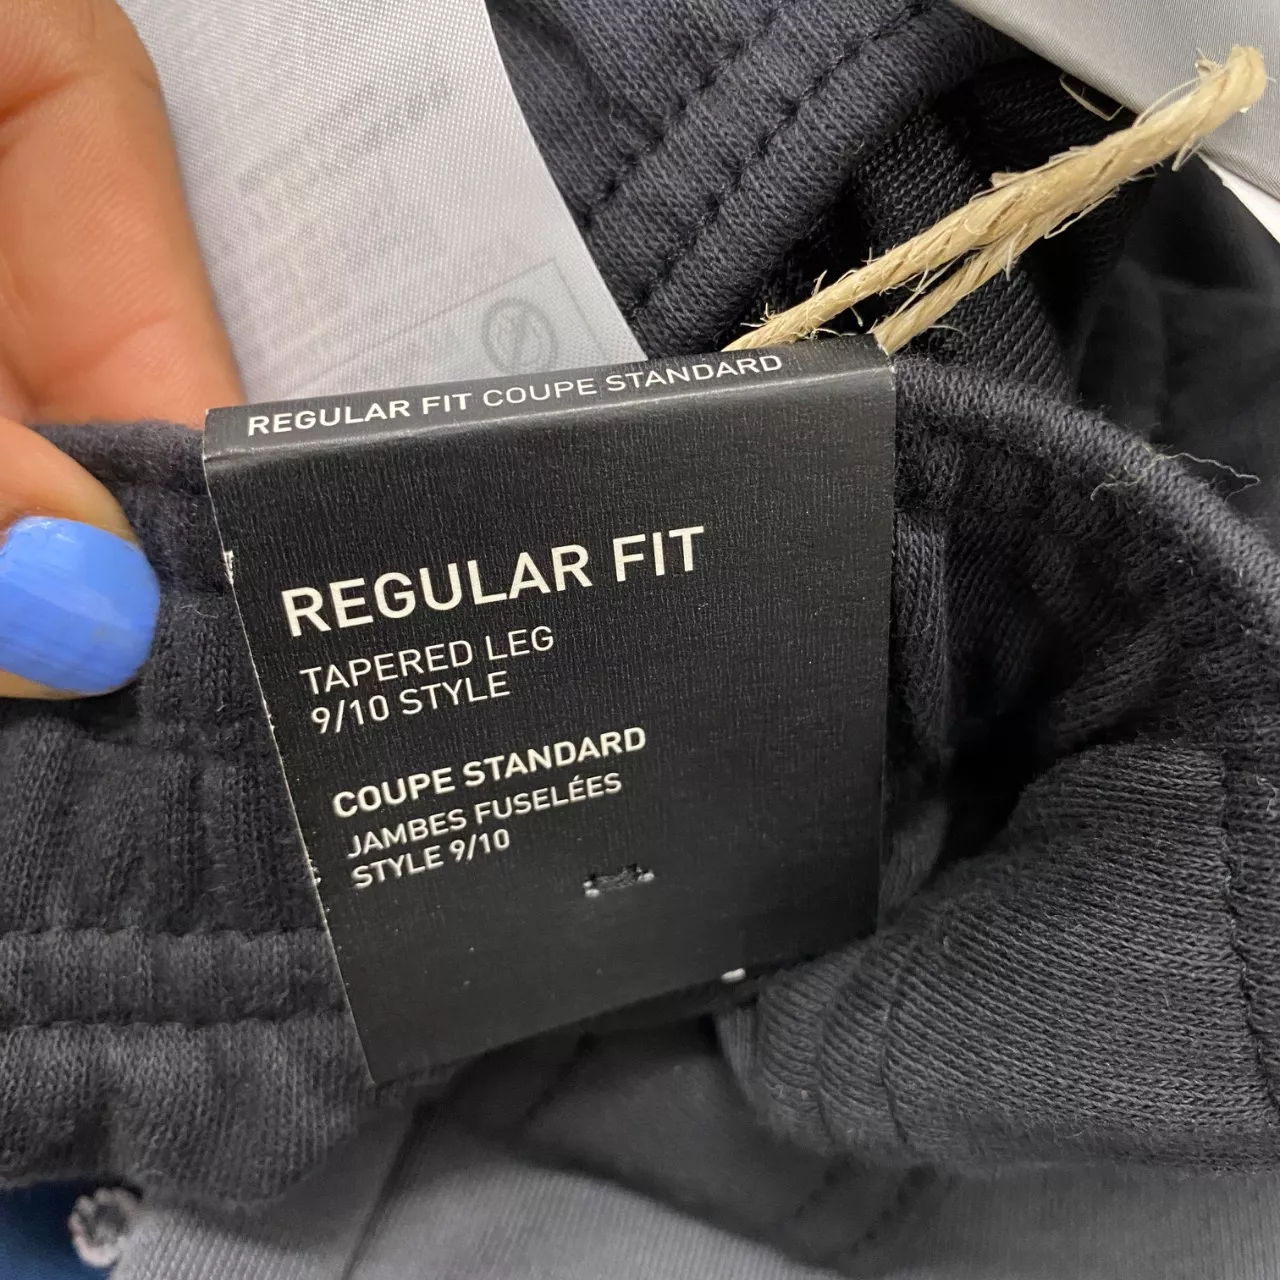 REGULAR FIT COUPE STANDARD
REGULAR FIT
TAPERED LEG
9/10 STYLE
COUPE STANDARD
JAMBES FUSELÉES
STYLE 9/10